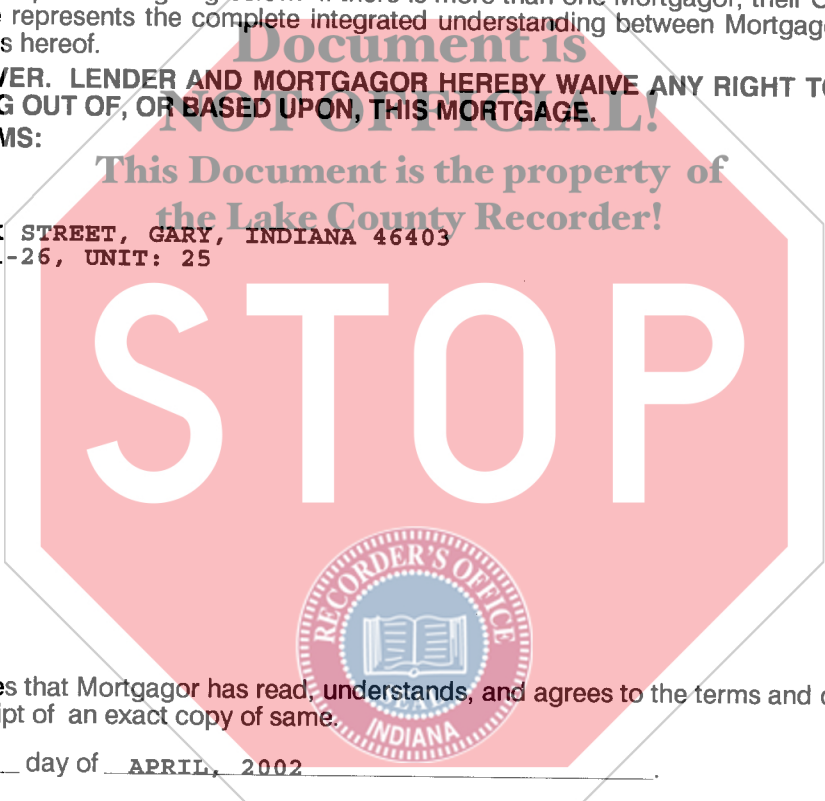 represents the complete integrated understanding between
s hereof.
Document is
VER. LENDER AND MORTGAGOR HEREBY WAIVE ANY RIGHT TO
G OUT OF, OR BASED UPON, THIS MORTGAGE.
NOT OFFICIAL!
MS:
This Document is the property of
the Lake County Recorder!
STREET, GARY, INDIANA 46403
-26, UNIT: 25
STOP
RECORDER'S OFFICE
SEAL
INDIANA
es that Mortgagor has read, understands, and agrees to the terms and
ipt of an exact copy of same.
day of APRIL, 2002